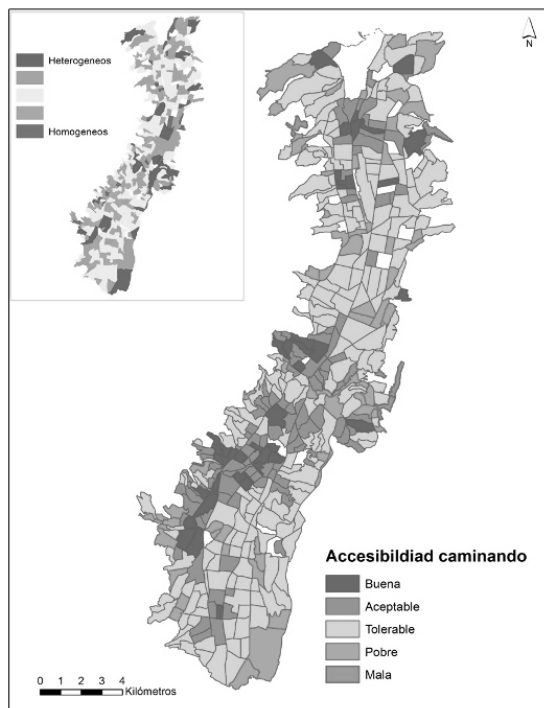 Heterogeneos
Homogeneos
N
Accesibildiad caminando
Buena
Aceptable
Tolerable
Pobre
Mala
0 1 2 3 4
Kilómetros